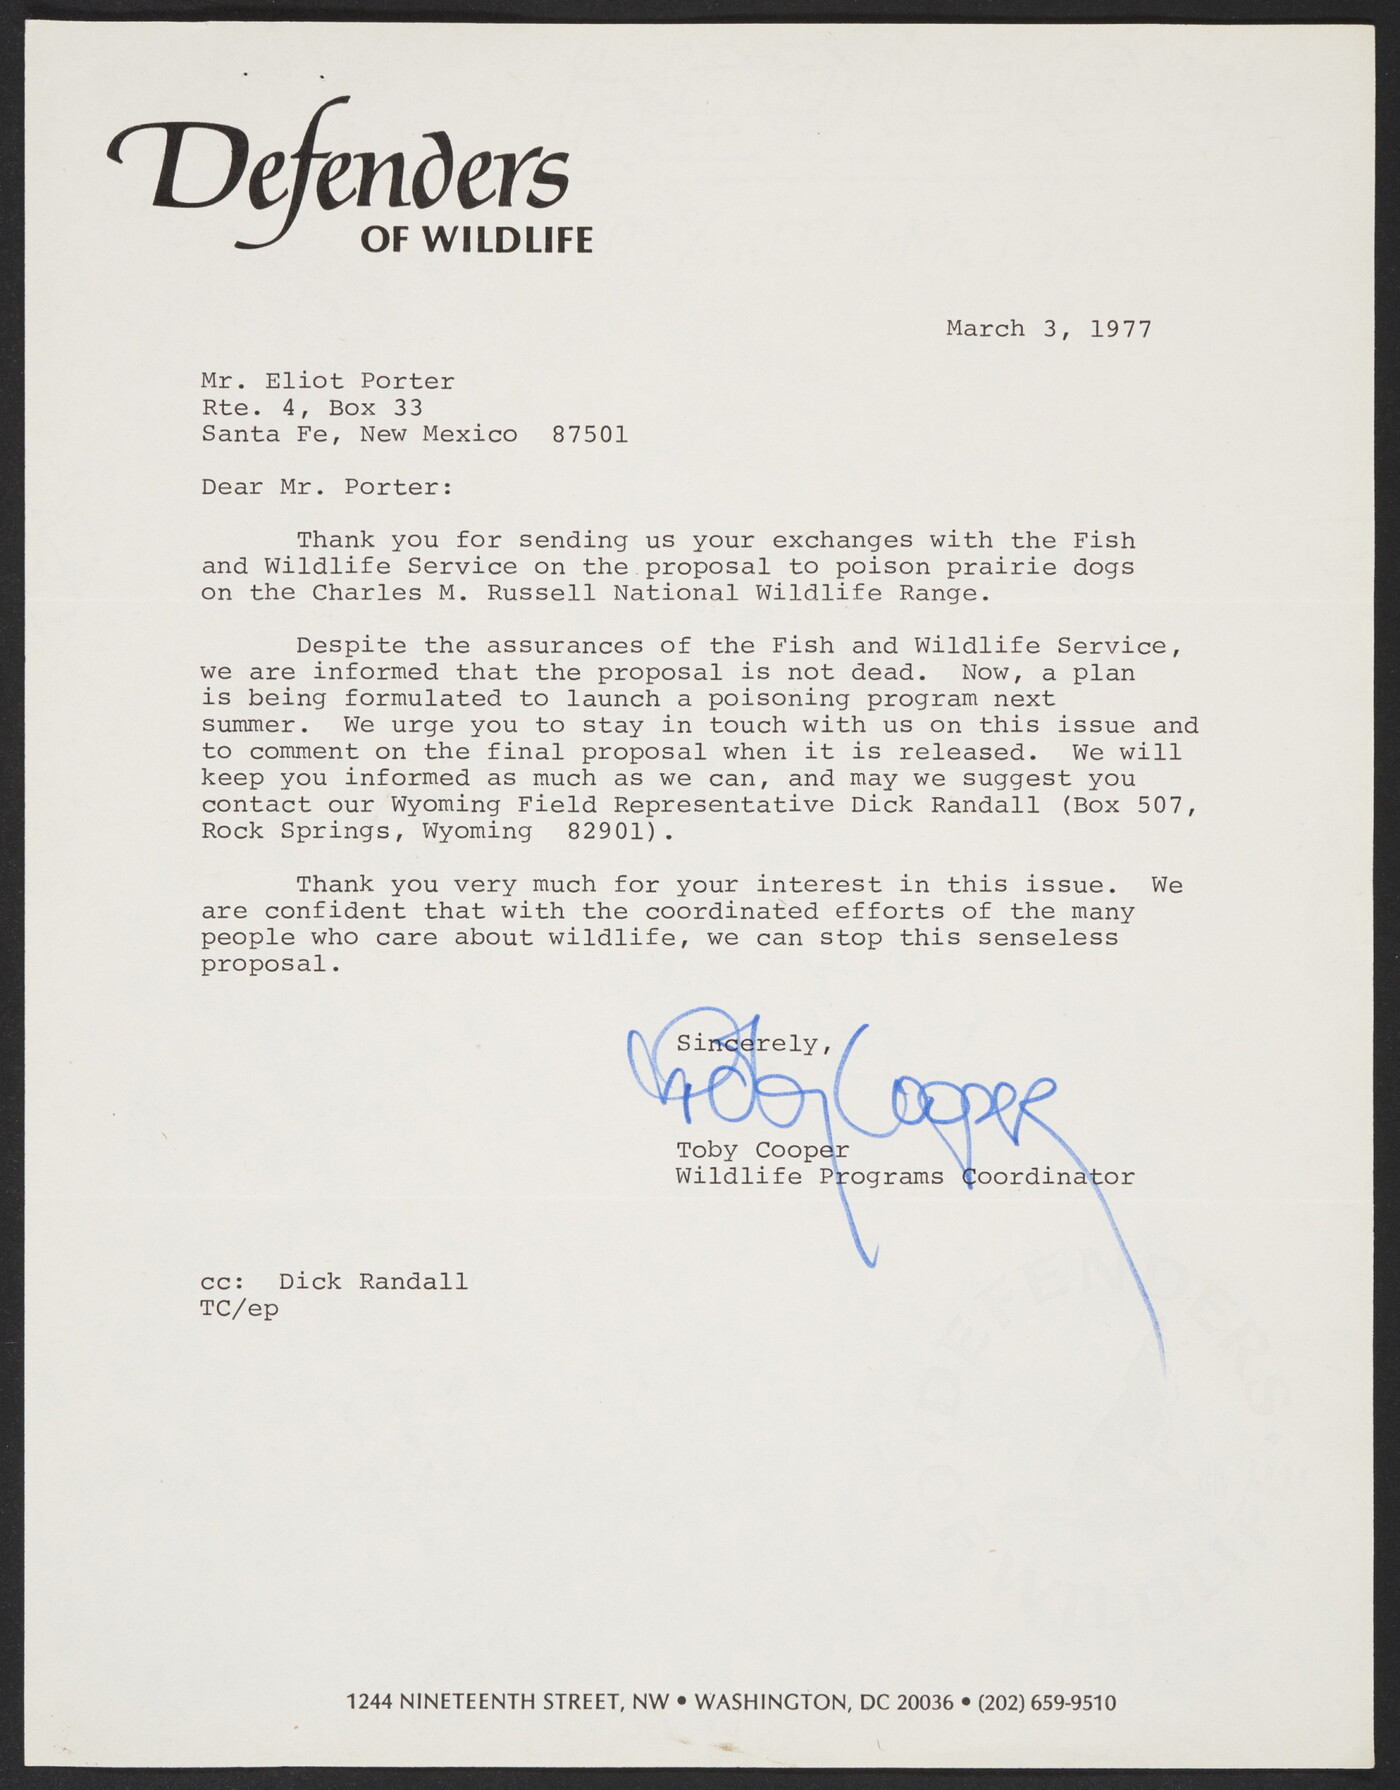 Defenders
OF WILDLIFE
March 3, 1977
Mr. Eliot Porter
Rte. 4, Box 33
Santa Fe, New Mexico  87501
Dear Mr. Porter:
Thank you for sending us your exchanges with the Fish
and Wildlife Service on the proposal to poison prairie dogs
on the Charles M. Russell National Wildlife Range.
Despite the assurances of the Fish and Wildlife Service,
we are informed that the proposal is not dead.  Now, a plan
is being formulated to launch a poisoning program next
summer.  We urge you to stay in touch with us on this issue and
to comment on the final proposal when it is released.  We will
keep you informed as much as we can, and may we suggest you
contact our Wyoming Field Representative Dick Randall (Box 507,
Rock Springs, Wyoming  82901).
Thank you very much for your interest in this issue.  We
are confident that with the coordinated efforts of the many
people who care about wildlife, we can stop this senseless
proposal.
Sincerely,
Toby Cooper
Toby Cooper
Wildlife Programs Coordinator
cc:  Dick Randall
TC/ep
DEFENDERS
OF WILDLIFE
1244 NINETEENTH STREET, NW • WASHINGTON, DC 20036 • (202) 659-9510